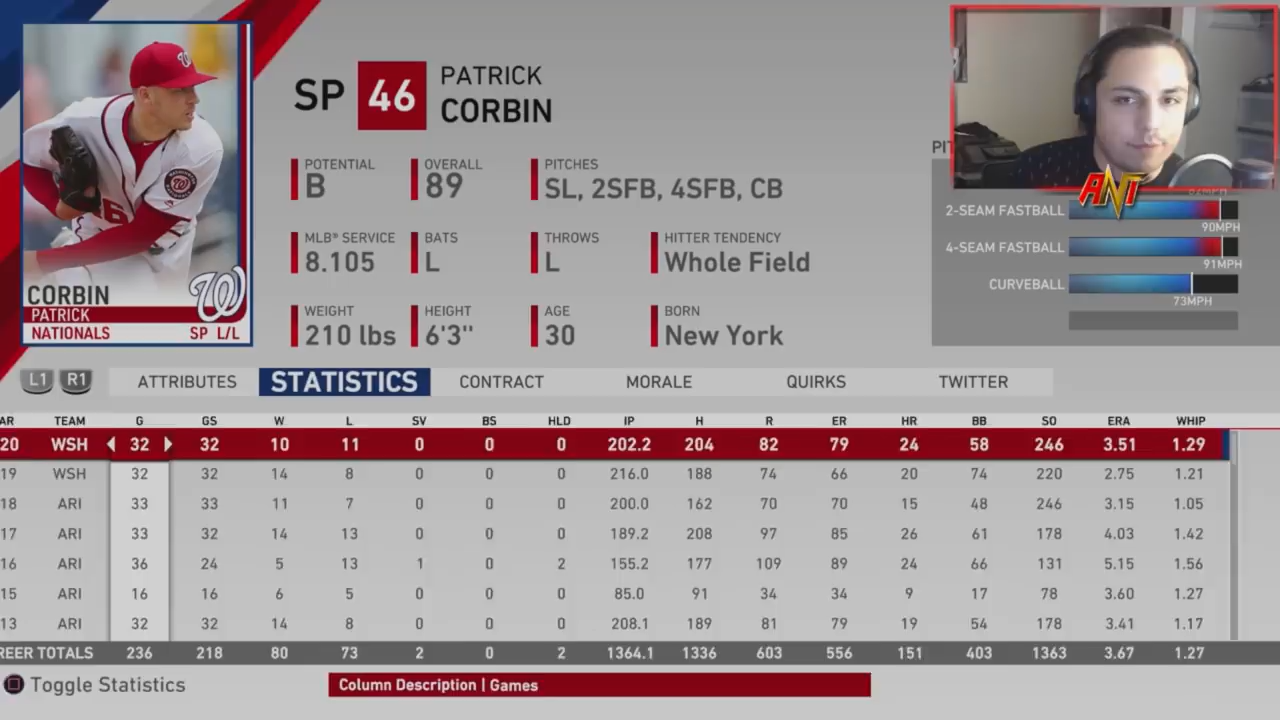 SP 46 PATRICK
CORBIN
POTENTIAL OVERALL PITCHES
B 89 SL, 2SFB, 4SFB, CB
MLB® SERVICE BATS THROWS HITTER TENDENCY
8.105 L L Whole Field
WEIGHT HEIGHT AGE BORN
210 lbs 6'3" 30 New York
CORBIN
PATRICK
NATIONALS SP L/L
ANT
2-SEAM FASTBALL
90MPH
4-SEAM FASTBALL
91MPH
CURVEBALL
73MPH
L1 R1 ATTRIBUTES STATISTICS CONTRACT MORALE QUIRKS TWITTER
AR TEAM G GS W L SV BS HLD IP H R ER HR BB SO ERA WHIP
20 WSH 32 32 10 11 0 0 0 202.2 204 82 79 24 58 246 3.51 1.29
19 WSH 32 32 14 8 0 0 0 216.0 188 74 66 20 74 220 2.75 1.21
18 ARI 33 33 11 7 0 0 0 200.0 162 70 70 15 48 246 3.15 1.05
17 ARI 33 32 14 13 0 0 0 189.2 208 97 85 26 61 178 4.03 1.42
16 ARI 36 24 5 13 1 0 2 155.2 177 109 89 24 66 131 5.15 1.56
15 ARI 16 16 6 5 0 0 0 85.0 91 34 34 9 17 78 3.60 1.27
13 ARI 32 32 14 8 0 0 0 208.1 189 81 79 19 54 178 3.41 1.17
REER TOTALS 236 218 80 73 2 0 2 1364.1 1336 603 556 151 403 1363 3.67 1.27
Toggle Statistics Column Description | Games